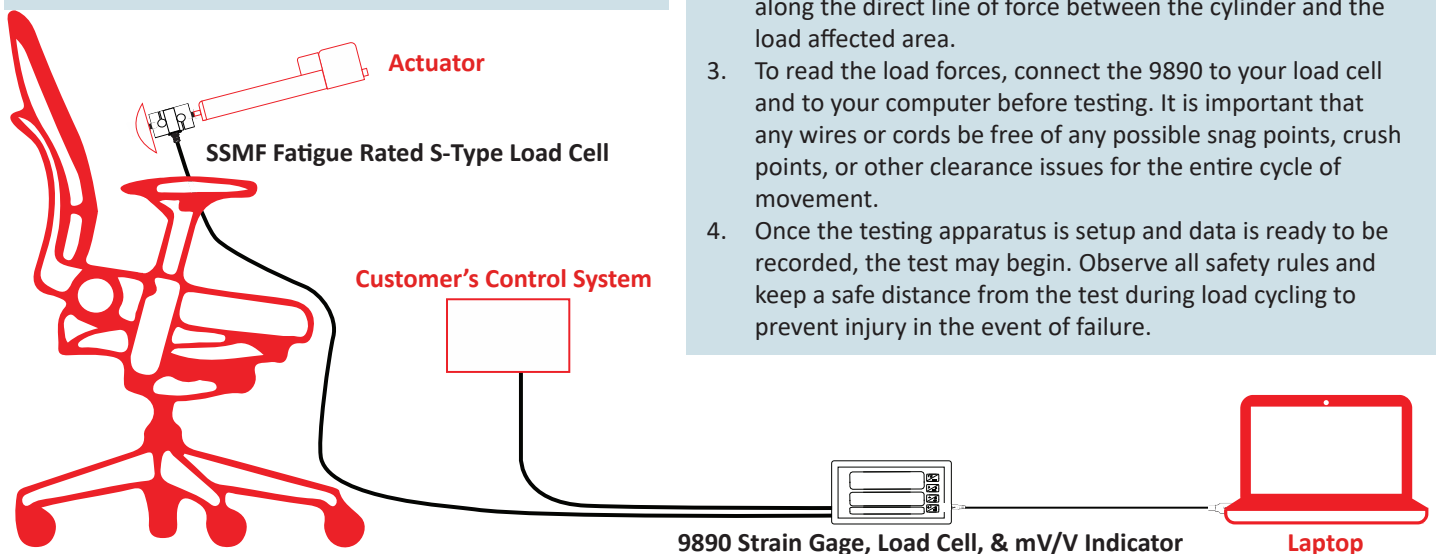 along the direct line of force between the cylinder and the
load affected area.
3. To read the load forces, connect the 9890 to your load cell
and to your computer before testing. It is important that
any wires or cords be free of any possible snag points, crush
points, or other clearance issues for the entire cycle of
movement.
4. Once the testing apparatus is setup and data is ready to be
recorded, the test may begin. Observe all safety rules and
keep a safe distance from the test during load cycling to
prevent injury in the event of failure.
Actuator
SSMF Fatigue Rated S-Type Load Cell
Customer’s Control System
9890 Strain Gage, Load Cell, & mV/V Indicator
Laptop